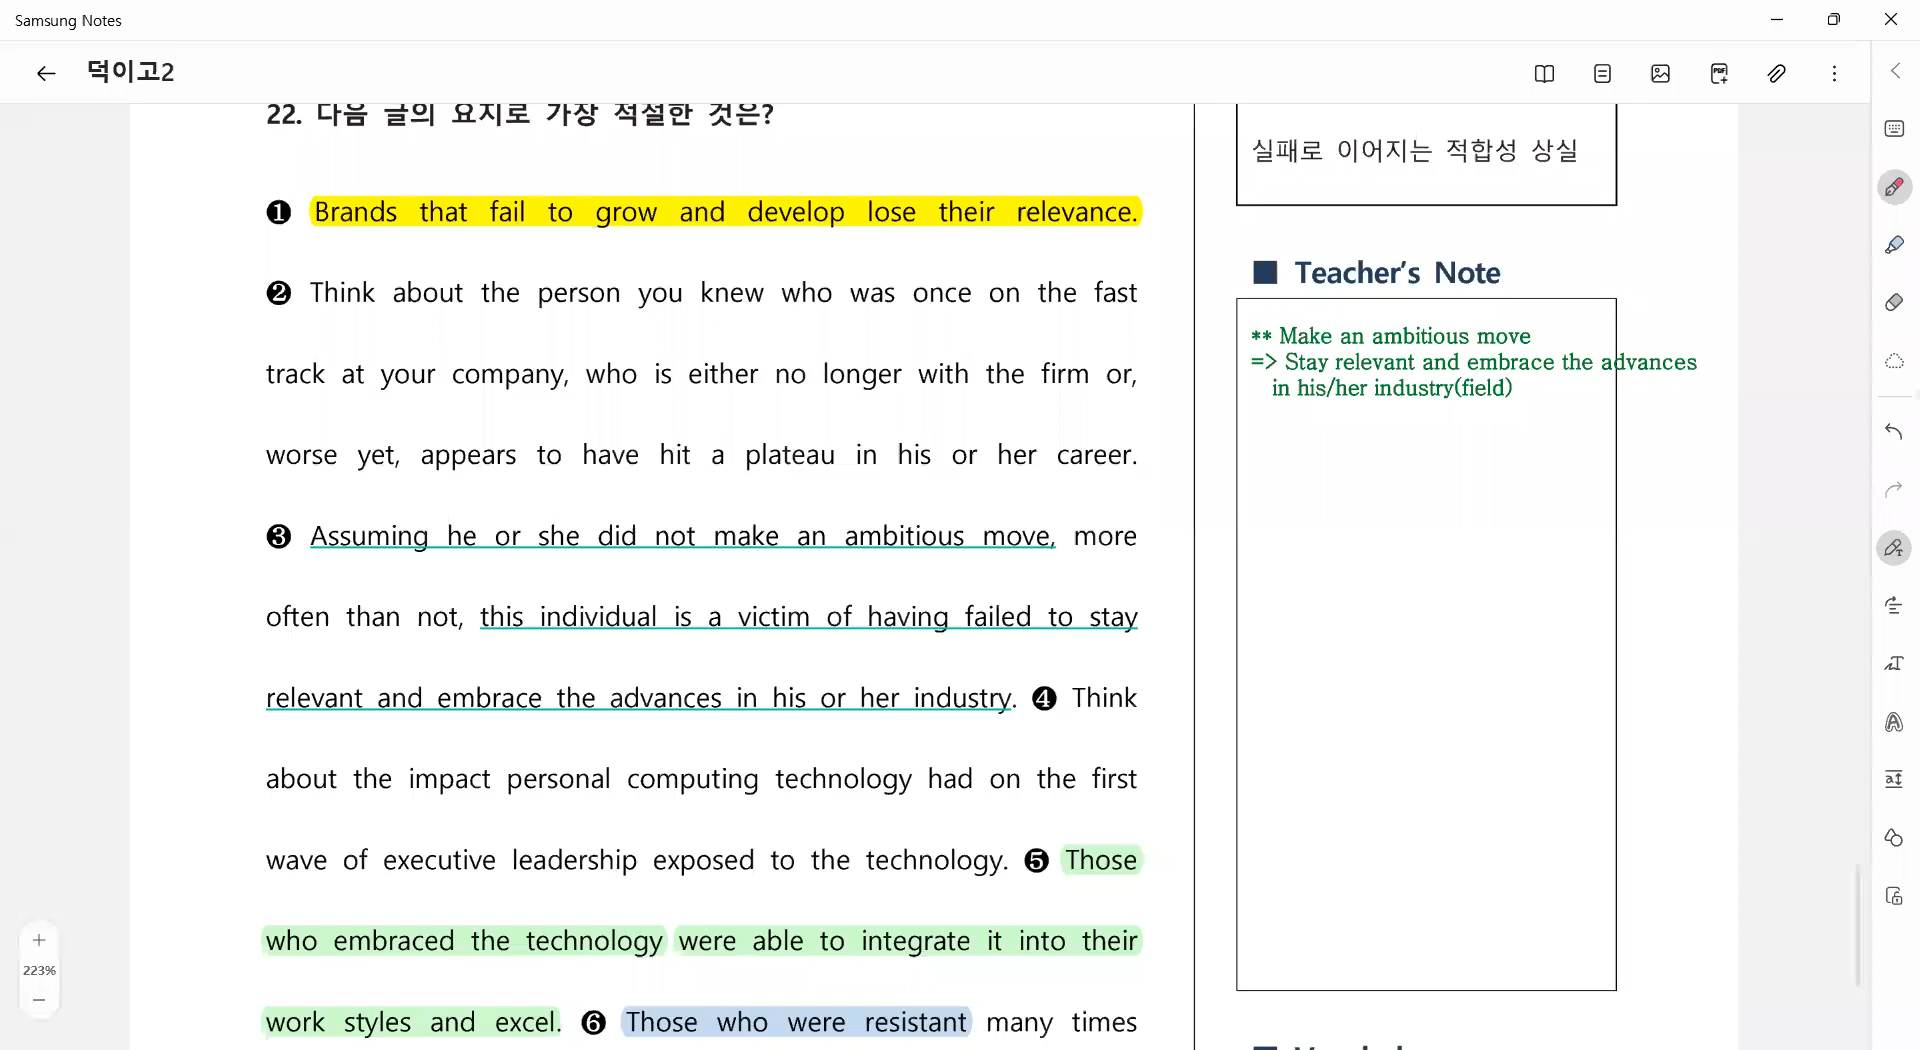 Samsung Notes
덕이고2
22. 다음 글의 요지로 가장 적절한 것은?
❶ Brands that fail to grow and develop lose their relevance.
❷ Think about the person you knew who was once on the fast
track at your company, who is either no longer with the firm or,
worse yet, appears to have hit a plateau in his or her career.
❸ Assuming he or she did not make an ambitious move, more
often than not, this individual is a victim of having failed to stay
relevant and embrace the advances in his or her industry. ❹ Think
about the impact personal computing technology had on the first
wave of executive leadership exposed to the technology. ❺ Those
who embraced the technology were able to integrate it into their
work styles and excel. ❻ Those who were resistant many times
실패로 이어지는 적합성 상실
■ Teacher's Note
** Make an ambitious move
=> Stay relevant and embrace the advances
in his/her industry(field)
223%